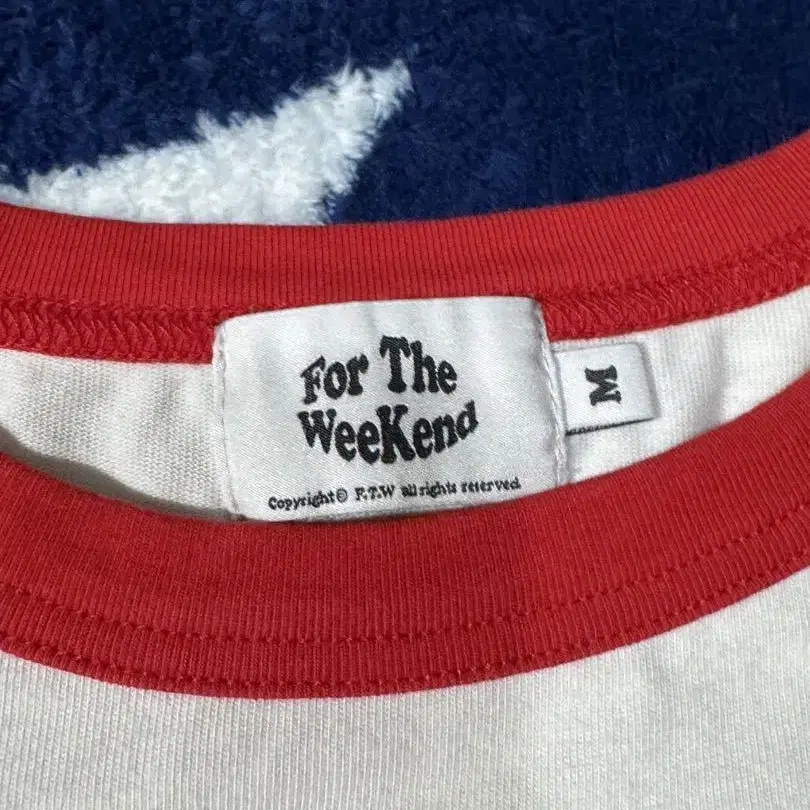 For The
WeeKend
Copyright© F.T.W all rights reserved.
M